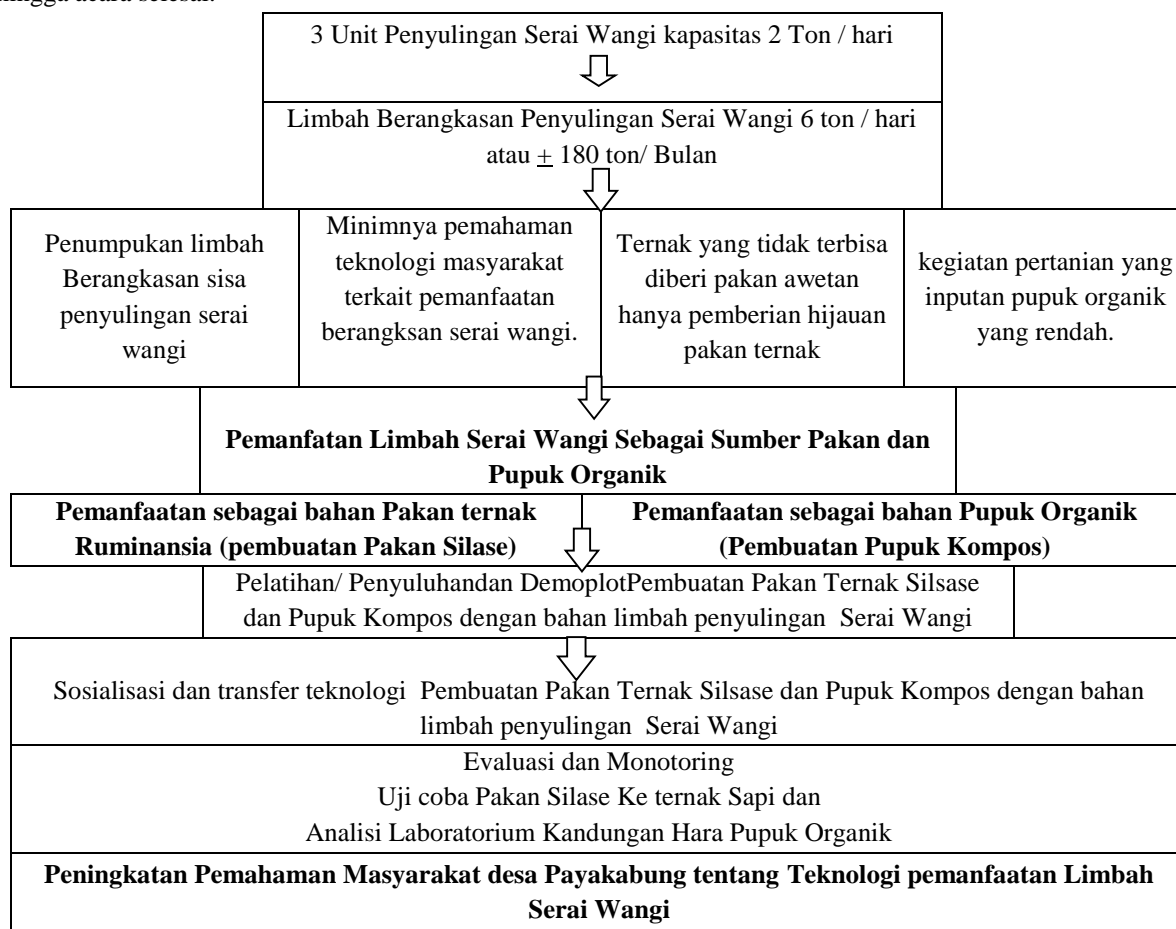 3 Unit Penyulingan Serai Wangi kapasitas 2 Ton / hari
Limbah Berangkasan Penyulingan Serai Wangi 6 ton / hari
atau ± 180 ton/ Bulan
Penumpukan limbah
Berangkasan sisa
penyulingan serai
wangi
Minimnya pemahaman
teknologi masyarakat
terkait pemanfaatan
berangksan serai wangi.
Ternak yang tidak terbisa
diberi pakan awetan
hanya pemberian hijauan
pakan ternak
kegiatan pertanian yang
inputan pupuk organik
yang rendah.
Pemanfatan Limbah Serai Wangi Sebagai Sumber Pakan dan
Pupuk Organik
Pemanfaatan sebagai bahan Pakan ternak
Ruminansia (pembuatan Pakan Silase)
Pemanfaatan sebagai bahan Pupuk Organik
(Pembuatan Pupuk Kompos)
Pelatihan/ Penyuluhandan DemoplotPembuatan Pakan Ternak Silsase
dan Pupuk Kompos dengan bahan limbah penyulingan Serai Wangi
Sosialisasi dan transfer teknologi Pembuatan Pakan Ternak Silsase dan Pupuk Kompos dengan bahan
limbah penyulingan Serai Wangi
Evaluasi dan Monotoring
Uji coba Pakan Silase Ke ternak Sapi dan
Analisi Laboratorium Kandungan Hara Pupuk Organik
Peningkatan Pemahaman Masyarakat desa Payakabung tentang Teknologi pemanfaatan Limbah
Serai Wangi